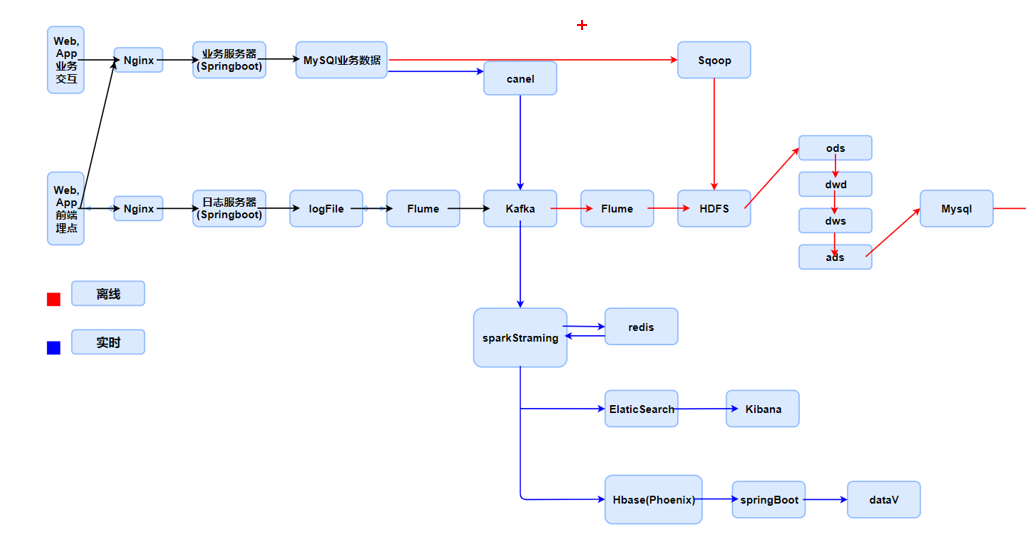 Web,
App
业务
交互
Nginx
业务服务器
(Springboot)
MySQl业务数据
canel
Sqoop
Web,
App
前端
埋点
Nginx
日志服务器
(Springboot)
logFile
Flume
Kafka
Flume
HDFS
ods
dwd
dws
ads
Mysql
离线
实时
sparkStraming
redis
ElaticSearch
Kibana
Hbase(Phoenix)
springBoot
dataV